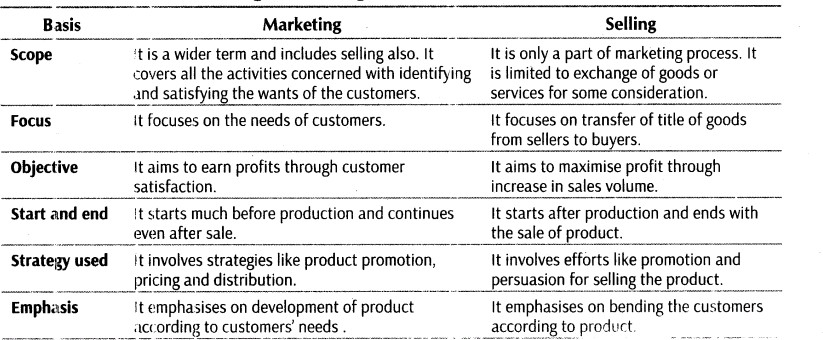 Basis Marketing Selling
Scope It is a wider term and includes selling also. It It is only a part of marketing process. It
covers all the activities concerned with identifying is limited to exchange of goods or
and satisfying the wants of the customers. services for some consideration.
Focus It focuses on the needs of customers. It focuses on transfer of title of goods
from sellers to buyers.
Objective It aims to earn profits through customer It aims to maximise profit through
satisfaction. increase in sales volume.
Start and end It starts much before production and continues It starts after production and ends with
even after sale. the sale of product.
Strategy used It involves strategies like product promotion, It involves efforts like promotion and
pricing and distribution. persuasion for selling the product.
Emphasis It emphasises on development of product It emphasises on bending the customers
according to customers' needs . according to product.